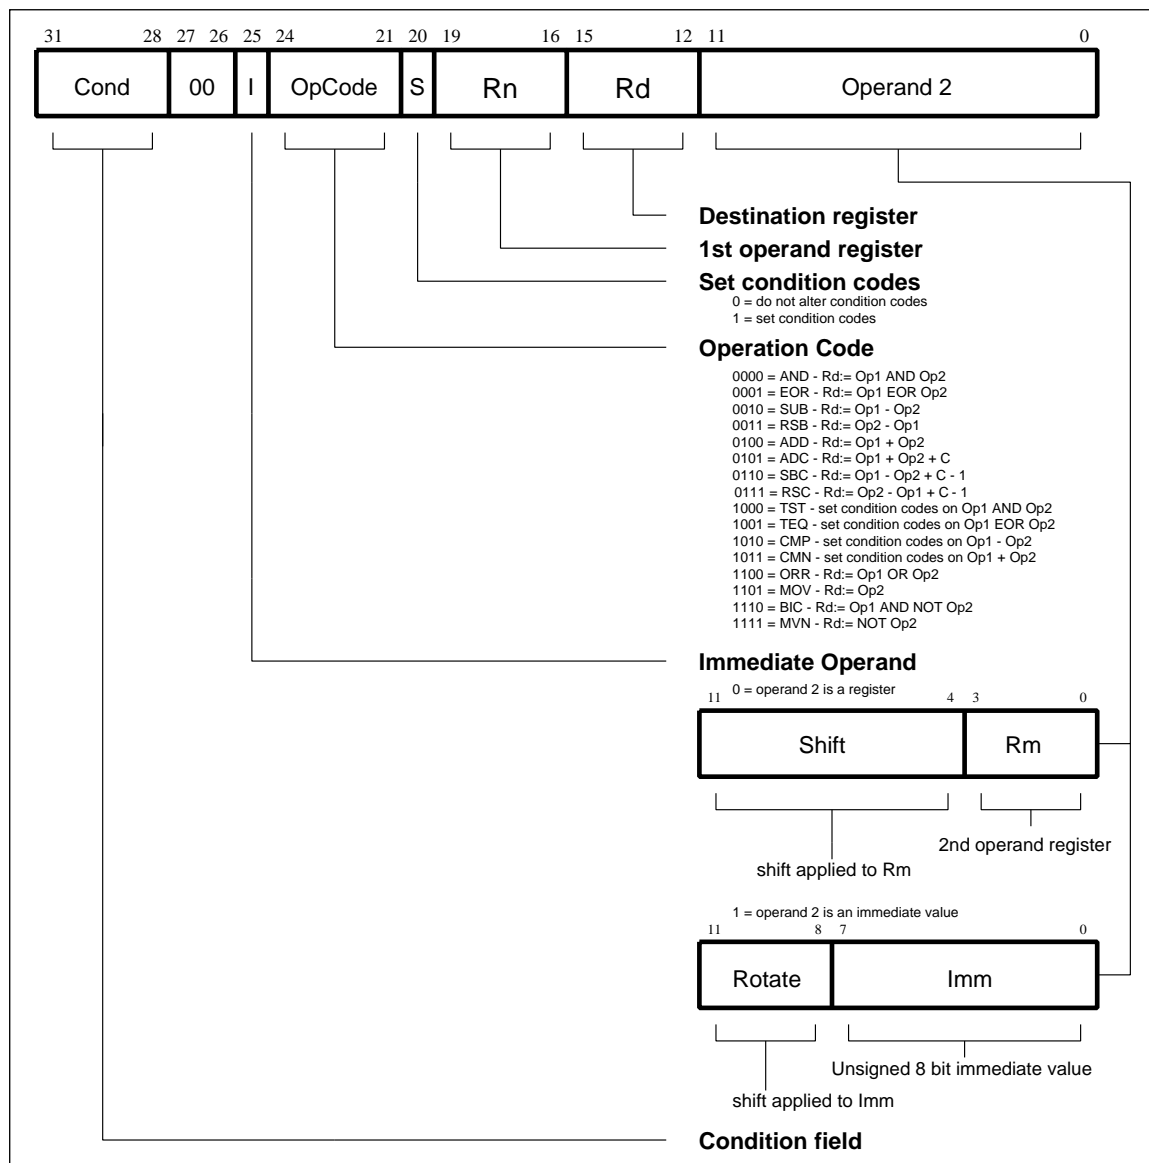 31 28 27 26 25 24 21 20 19 16 15 12 11 0
Cond 00 I OpCode S Rn Rd Operand 2
Destination register
1st operand register
Set condition codes
0 = do not alter condition codes
1 = set condition codes
Operation Code
0000 = AND - Rd:= Op1 AND Op2
0001 = EOR - Rd:= Op1 EOR Op2
0010 = SUB - Rd:= Op1 - Op2
0011 = RSB - Rd:= Op2 - Op1
0100 = ADD - Rd:= Op1 + Op2
0101 = ADC - Rd:= Op1 + Op2 + C
0110 = SBC - Rd:= Op1 - Op2 + C - 1
0111 = RSC - Rd:= Op2 - Op1 + C - 1
1000 = TST - set condition codes on Op1 AND Op2
1001 = TEQ - set condition codes on Op1 EOR Op2
1010 = CMP - set condition codes on Op1 - Op2
1011 = CMN - set condition codes on Op1 + Op2
1100 = ORR - Rd:= Op1 OR Op2
1101 = MOV - Rd:= Op2
1110 = BIC - Rd:= Op1 AND NOT Op2
1111 = MVN - Rd:= NOT Op2
Immediate Operand
0 = operand 2 is a register
11 4 3 0
Shift Rm
2nd operand register
shift applied to Rm
1 = operand 2 is an immediate value
11 8 7 0
Rotate Imm
Unsigned 8 bit immediate value
shift applied to Imm
Condition field